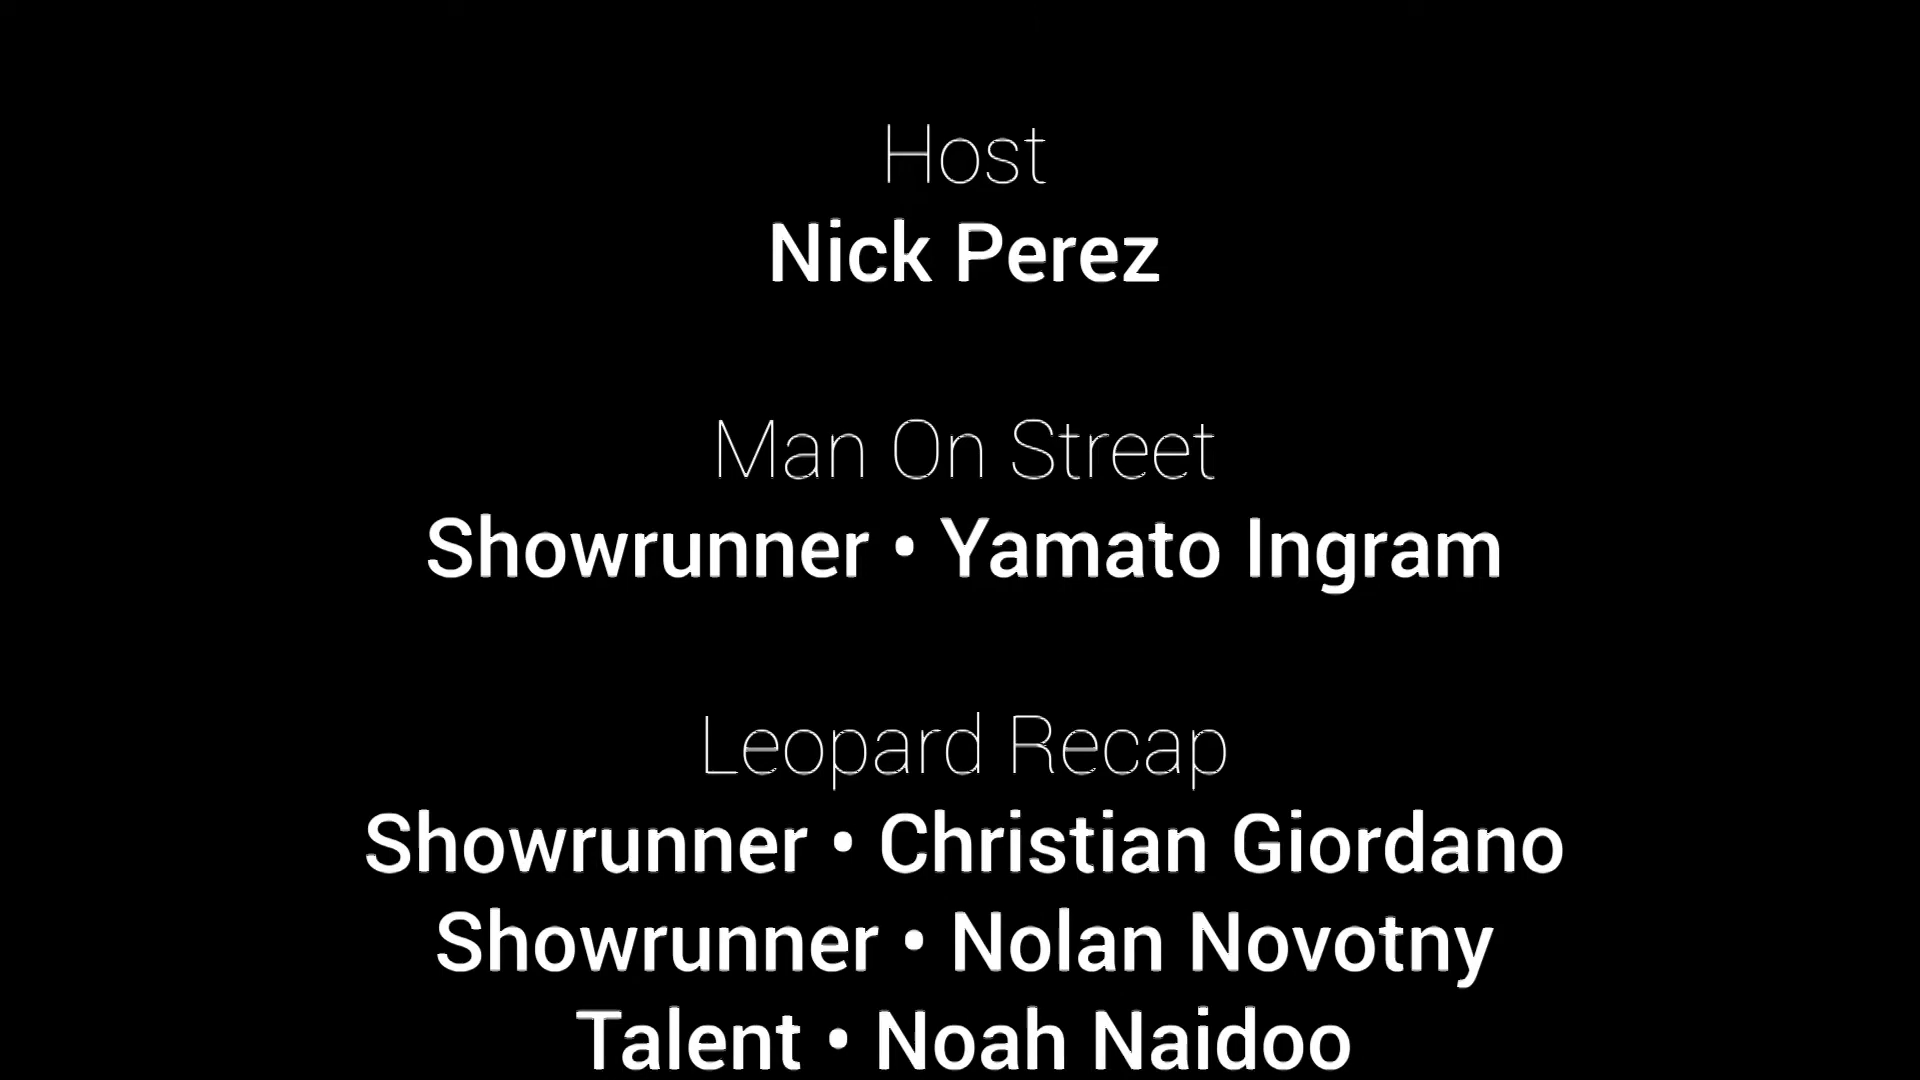 Host
Nick Perez
Man On Street
Showrunner • Yamato Ingram
Leopard Recap
Showrunner • Christian Giordano
Showrunner • Nolan Novotny
Talent • Noah Naidoo